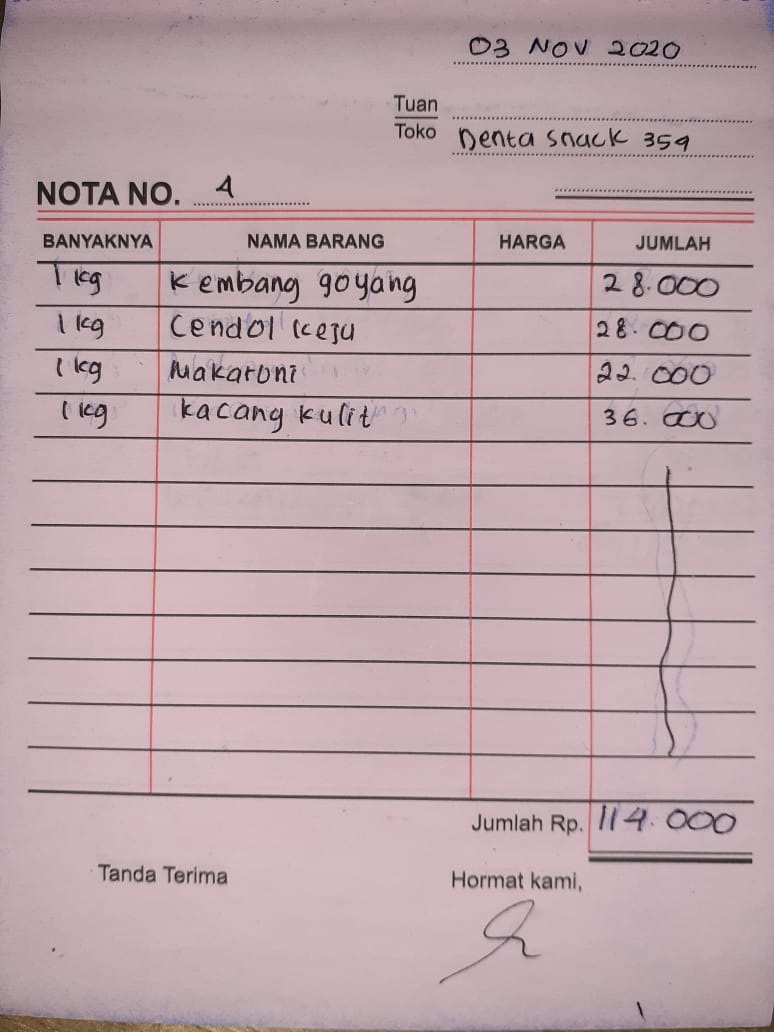 03 NOV 2020
Tuan
Toko Denta snack 354
NOTA NO. 4
BANYAKNYA NAMA BARANG HARGA JUMLAH
1 kg Kembang goyang 28.000
1 kg Cendol keju 28.000
1 kg Makaroni 22.000
1 kg kacang kulit 36.000
Jumlah Rp. 114.000
Tanda Terima Hormat kami,